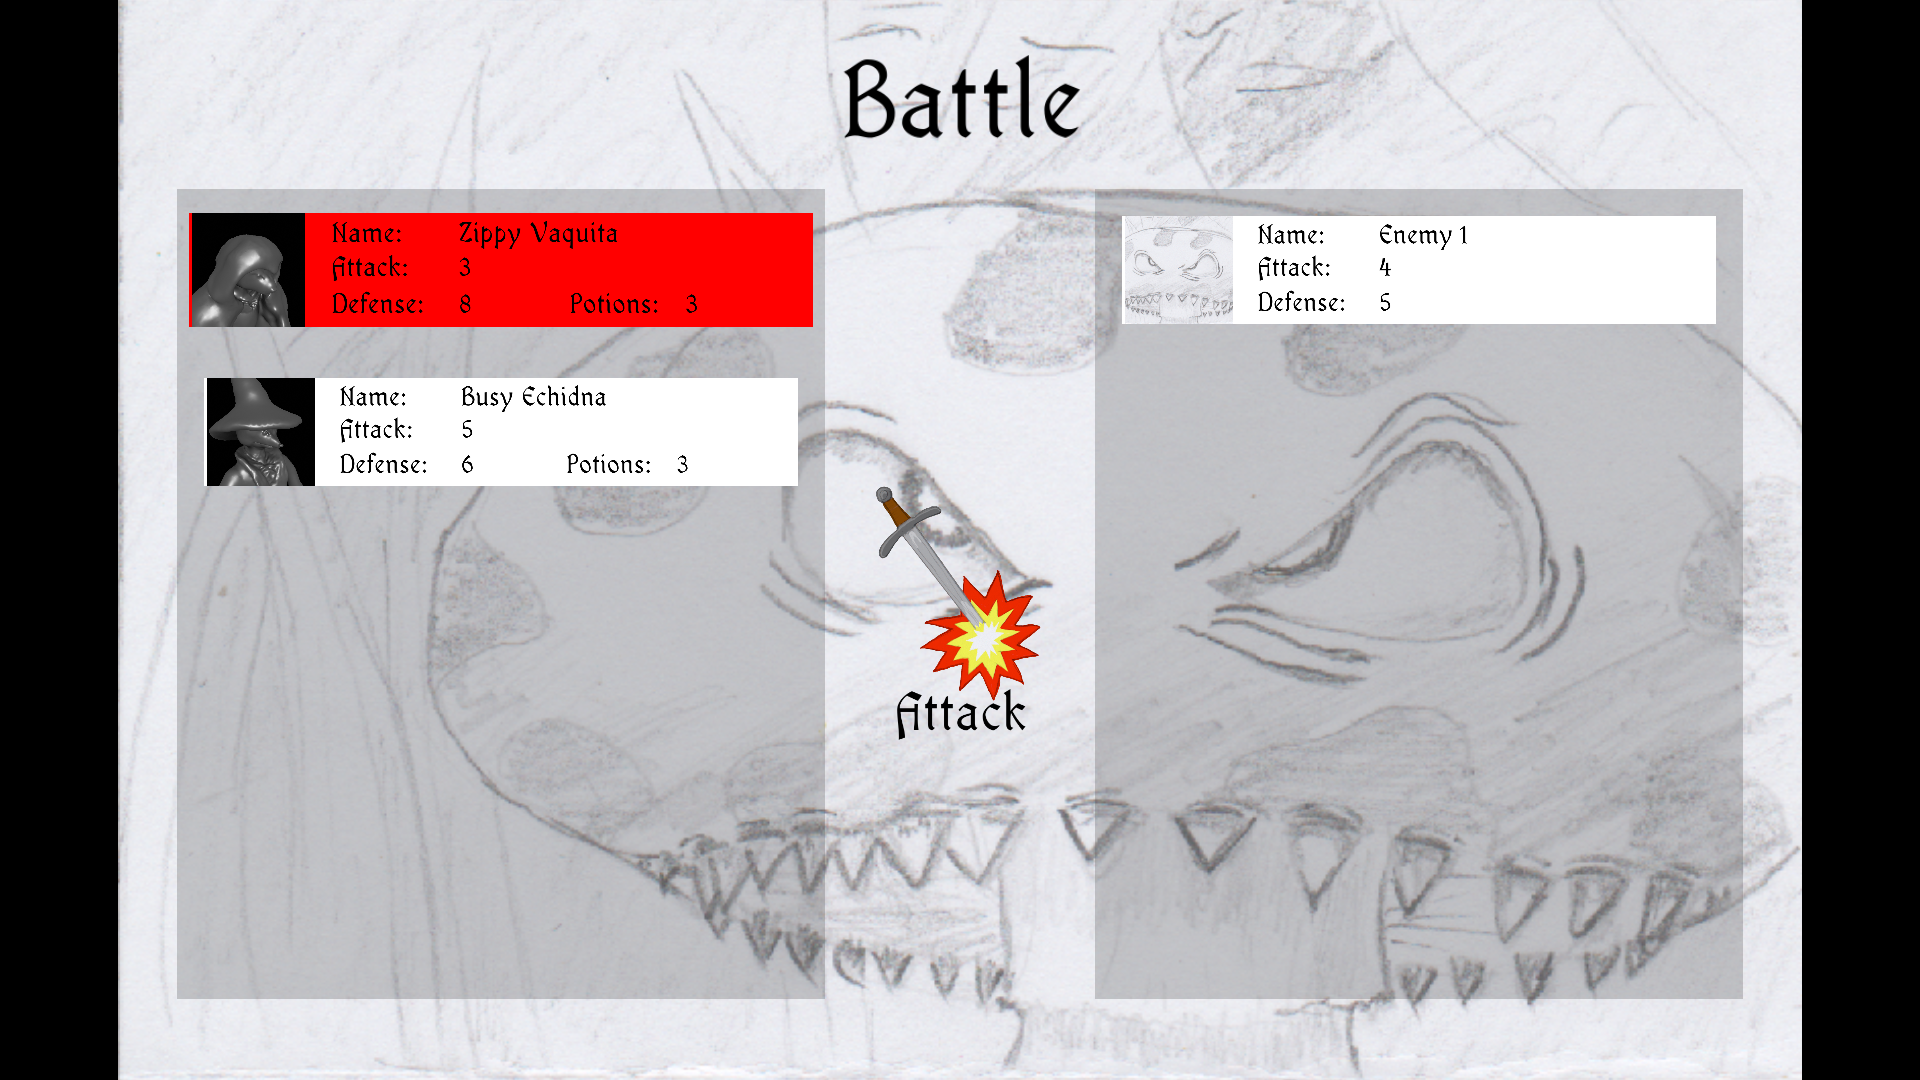 Battle
Name: Zippy Vaquita
Attack: 3
Defense: 8 Potions: 3
Name: Busy Echidna
Attack: 5
Defense: 6 Potions: 3
Name: Enemy 1
Attack: 4
Defense: 5
Attack